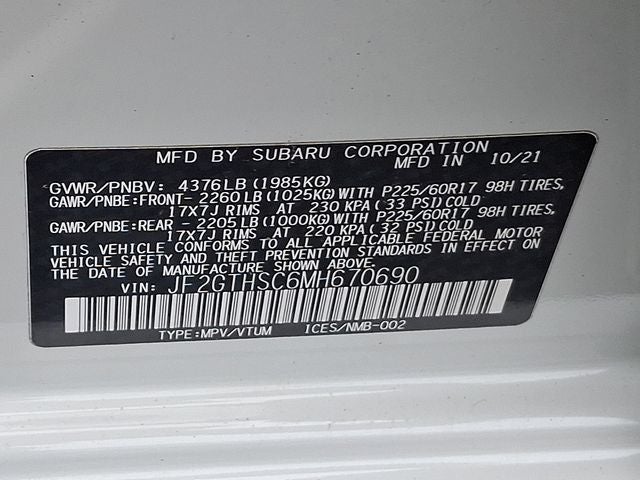 MFD BY SUBARU CORPORATION
MFD IN 10/21
GVWR/PNBV: 4376LB(1985KG)
GAWR/PNBE:FRONT- 2260LB(1025KG)WITH P225/60R17 98H TIRES,
17X7J RIMS AT 230 KPA(33 PSI)COLD
GAWR/PNBE:REAR - 2205LB(1000KG)WITH P225/60R17 98H TIRES,
17X7J RIMS AT 220 KPA(32 PSI)COLD
THIS VEHICLE CONFORMS TO ALL APPLICABLE FEDERAL MOTOR
VEHICLE SAFETY AND THEFT PREVENTION STANDARDS IN EFFECT ON
THE DATE OF MANUFACTURE SHOWN ABOVE.
VIN: JF2GTHSC6MH670690
TYPE:MPV/VTUM ICES/NMB-002